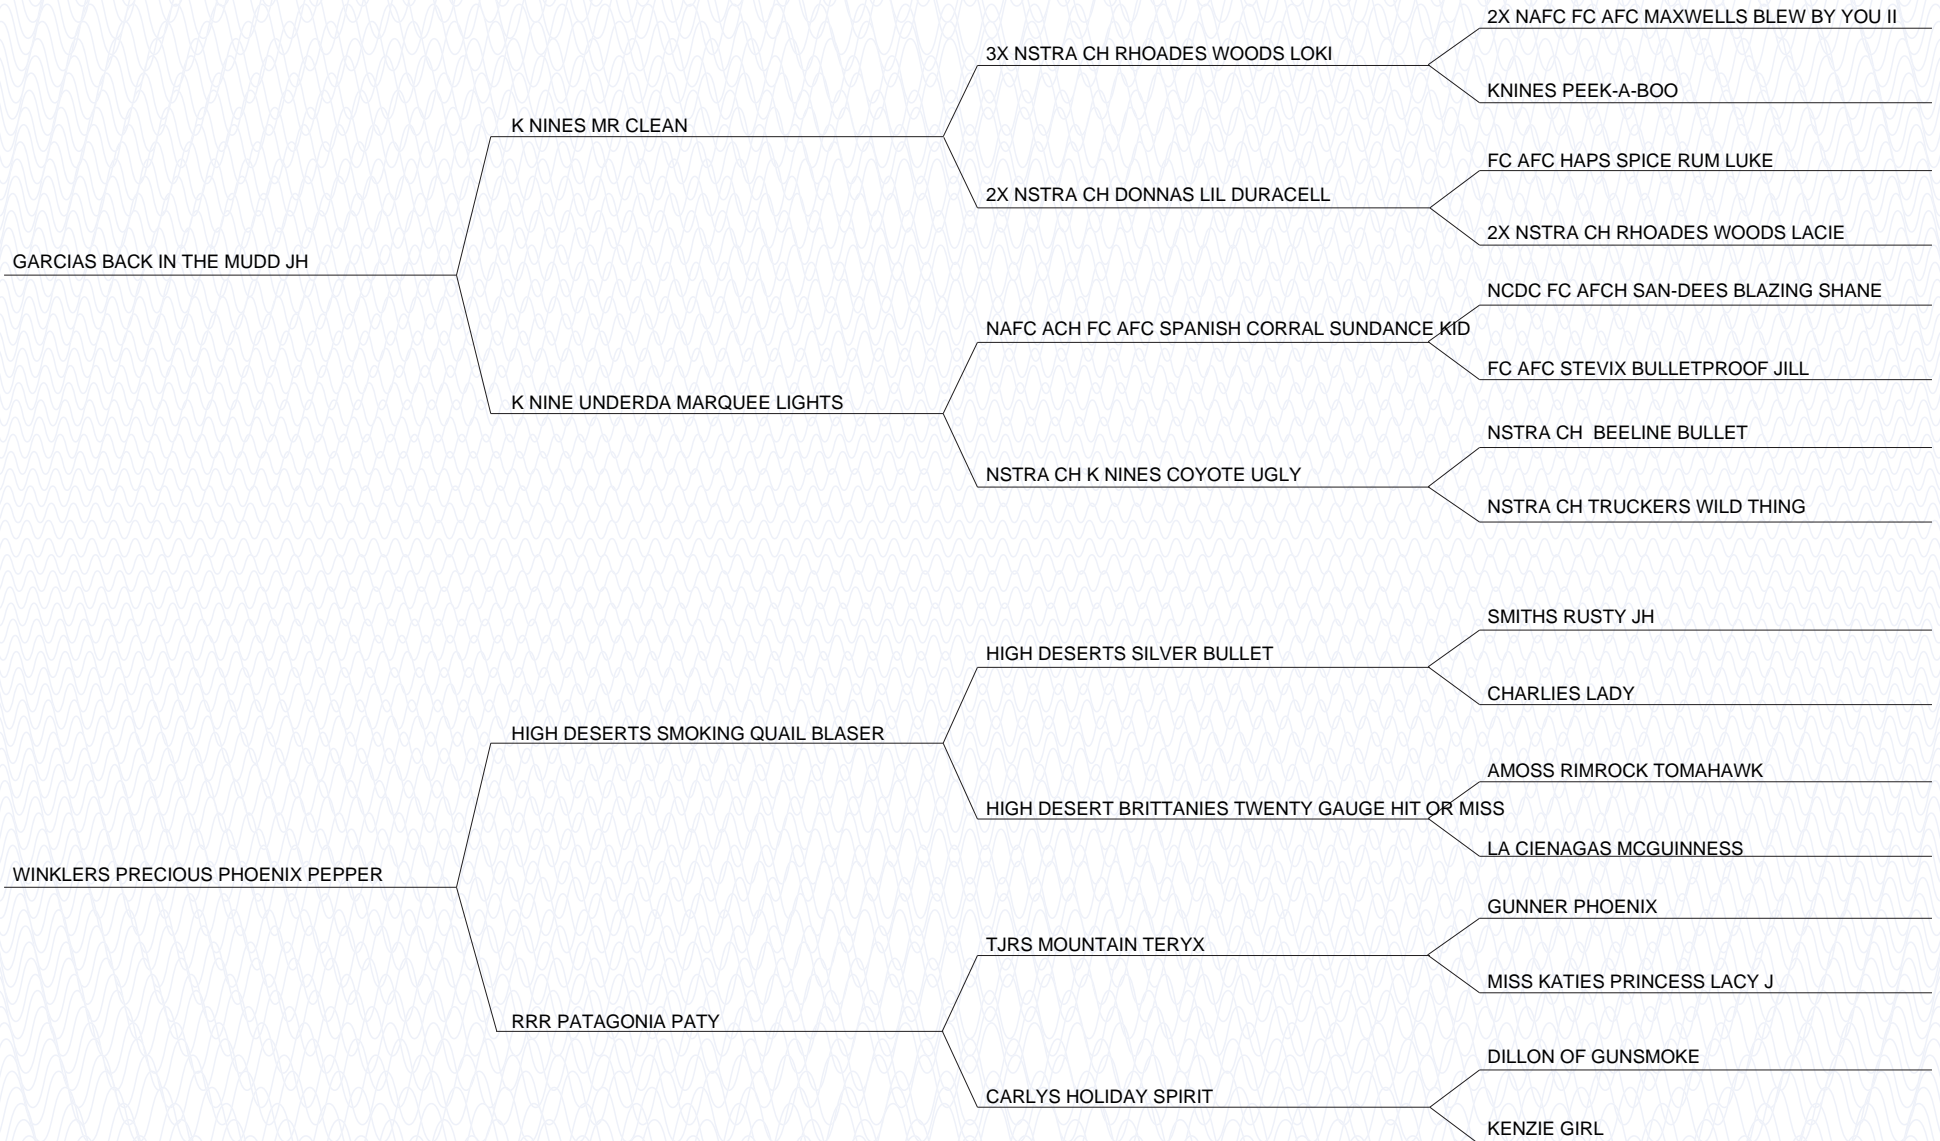 2X NAFC FC AFC MAXWELLS BLEW BY YOU II
3X NSTRA CH RHOADES WOODS LOKI
KNINES PEEK-A-BOO
K NINES MR CLEAN
FC AFC HAPS SPICE RUM LUKE
2X NSTRA CH DONNAS LIL DURACELL
2X NSTRA CH RHOADES WOODS LACIE
GARCIAS BACK IN THE MUDD JH
NCDC FC AFCH SAN-DEES BLAZING SHANE
NAFC ACH FC AFC SPANISH CORRAL SUNDANCE KID
FC AFC STEVIX BULLETPROOF JILL
K NINE UNDERDA MARQUEE LIGHTS
NSTRA CH  BEELINE BULLET
NSTRA CH K NINES COYOTE UGLY
NSTRA CH TRUCKERS WILD THING
SMITHS RUSTY JH
HIGH DESERTS SILVER BULLET
CHARLIES LADY
HIGH DESERTS SMOKING QUAIL BLASER
AMOSS RIMROCK TOMAHAWK
HIGH DESERT BRITTANIES TWENTY GAUGE HIT OR MISS
LA CIENAGAS MCGUINNESS
WINKLERS PRECIOUS PHOENIX PEPPER
GUNNER PHOENIX
TJRS MOUNTAIN TERYX
MISS KATIES PRINCESS LACY J
RRR PATAGONIA PATY
DILLON OF GUNSMOKE
CARLYS HOLIDAY SPIRIT
KENZIE GIRL